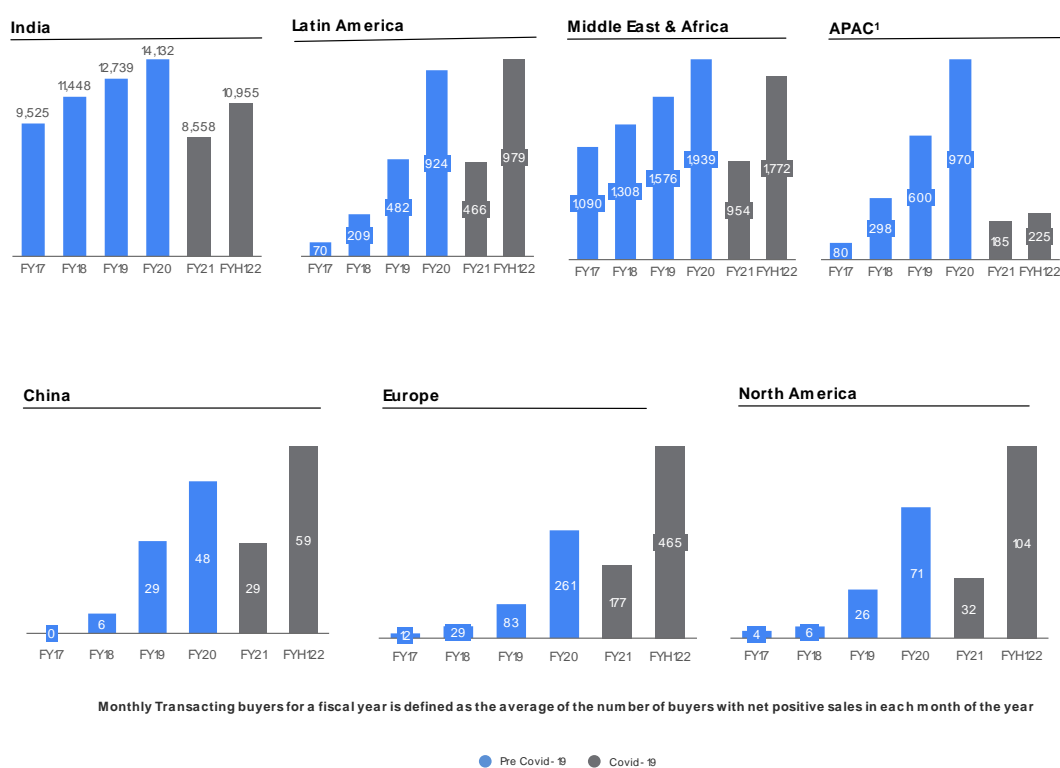 India
Latin America
Middle East & Africa
APAC¹
9,525
11,448
12,739
14,132
8,558
10,955
FY17 FY18 FY19 FY20 FY21 FYH122
70
209
482
924
466
979
FY17 FY18 FY19 FY20 FY21 FYH122
1,090
1,308
1,576
1,939
954
1,772
FY17 FY18 FY19 FY20 FY21 FYH122
80
298
600
970
185
225
FY17 FY18 FY19 FY20 FY21 FYH122
China
Europe
North America
0
6
29
48
29
59
FY17 FY18 FY19 FY20 FY21 FYH122
12
29
83
261
177
465
FY17 FY18 FY19 FY20 FY21 FYH122
4
6
26
71
32
104
FY17 FY18 FY19 FY20 FY21 FYH122
Monthly Transacting buyers for a fiscal year is defined as the average of the number of buyers with net positive sales in each month of the year
Pre Covid-19 Covid-19